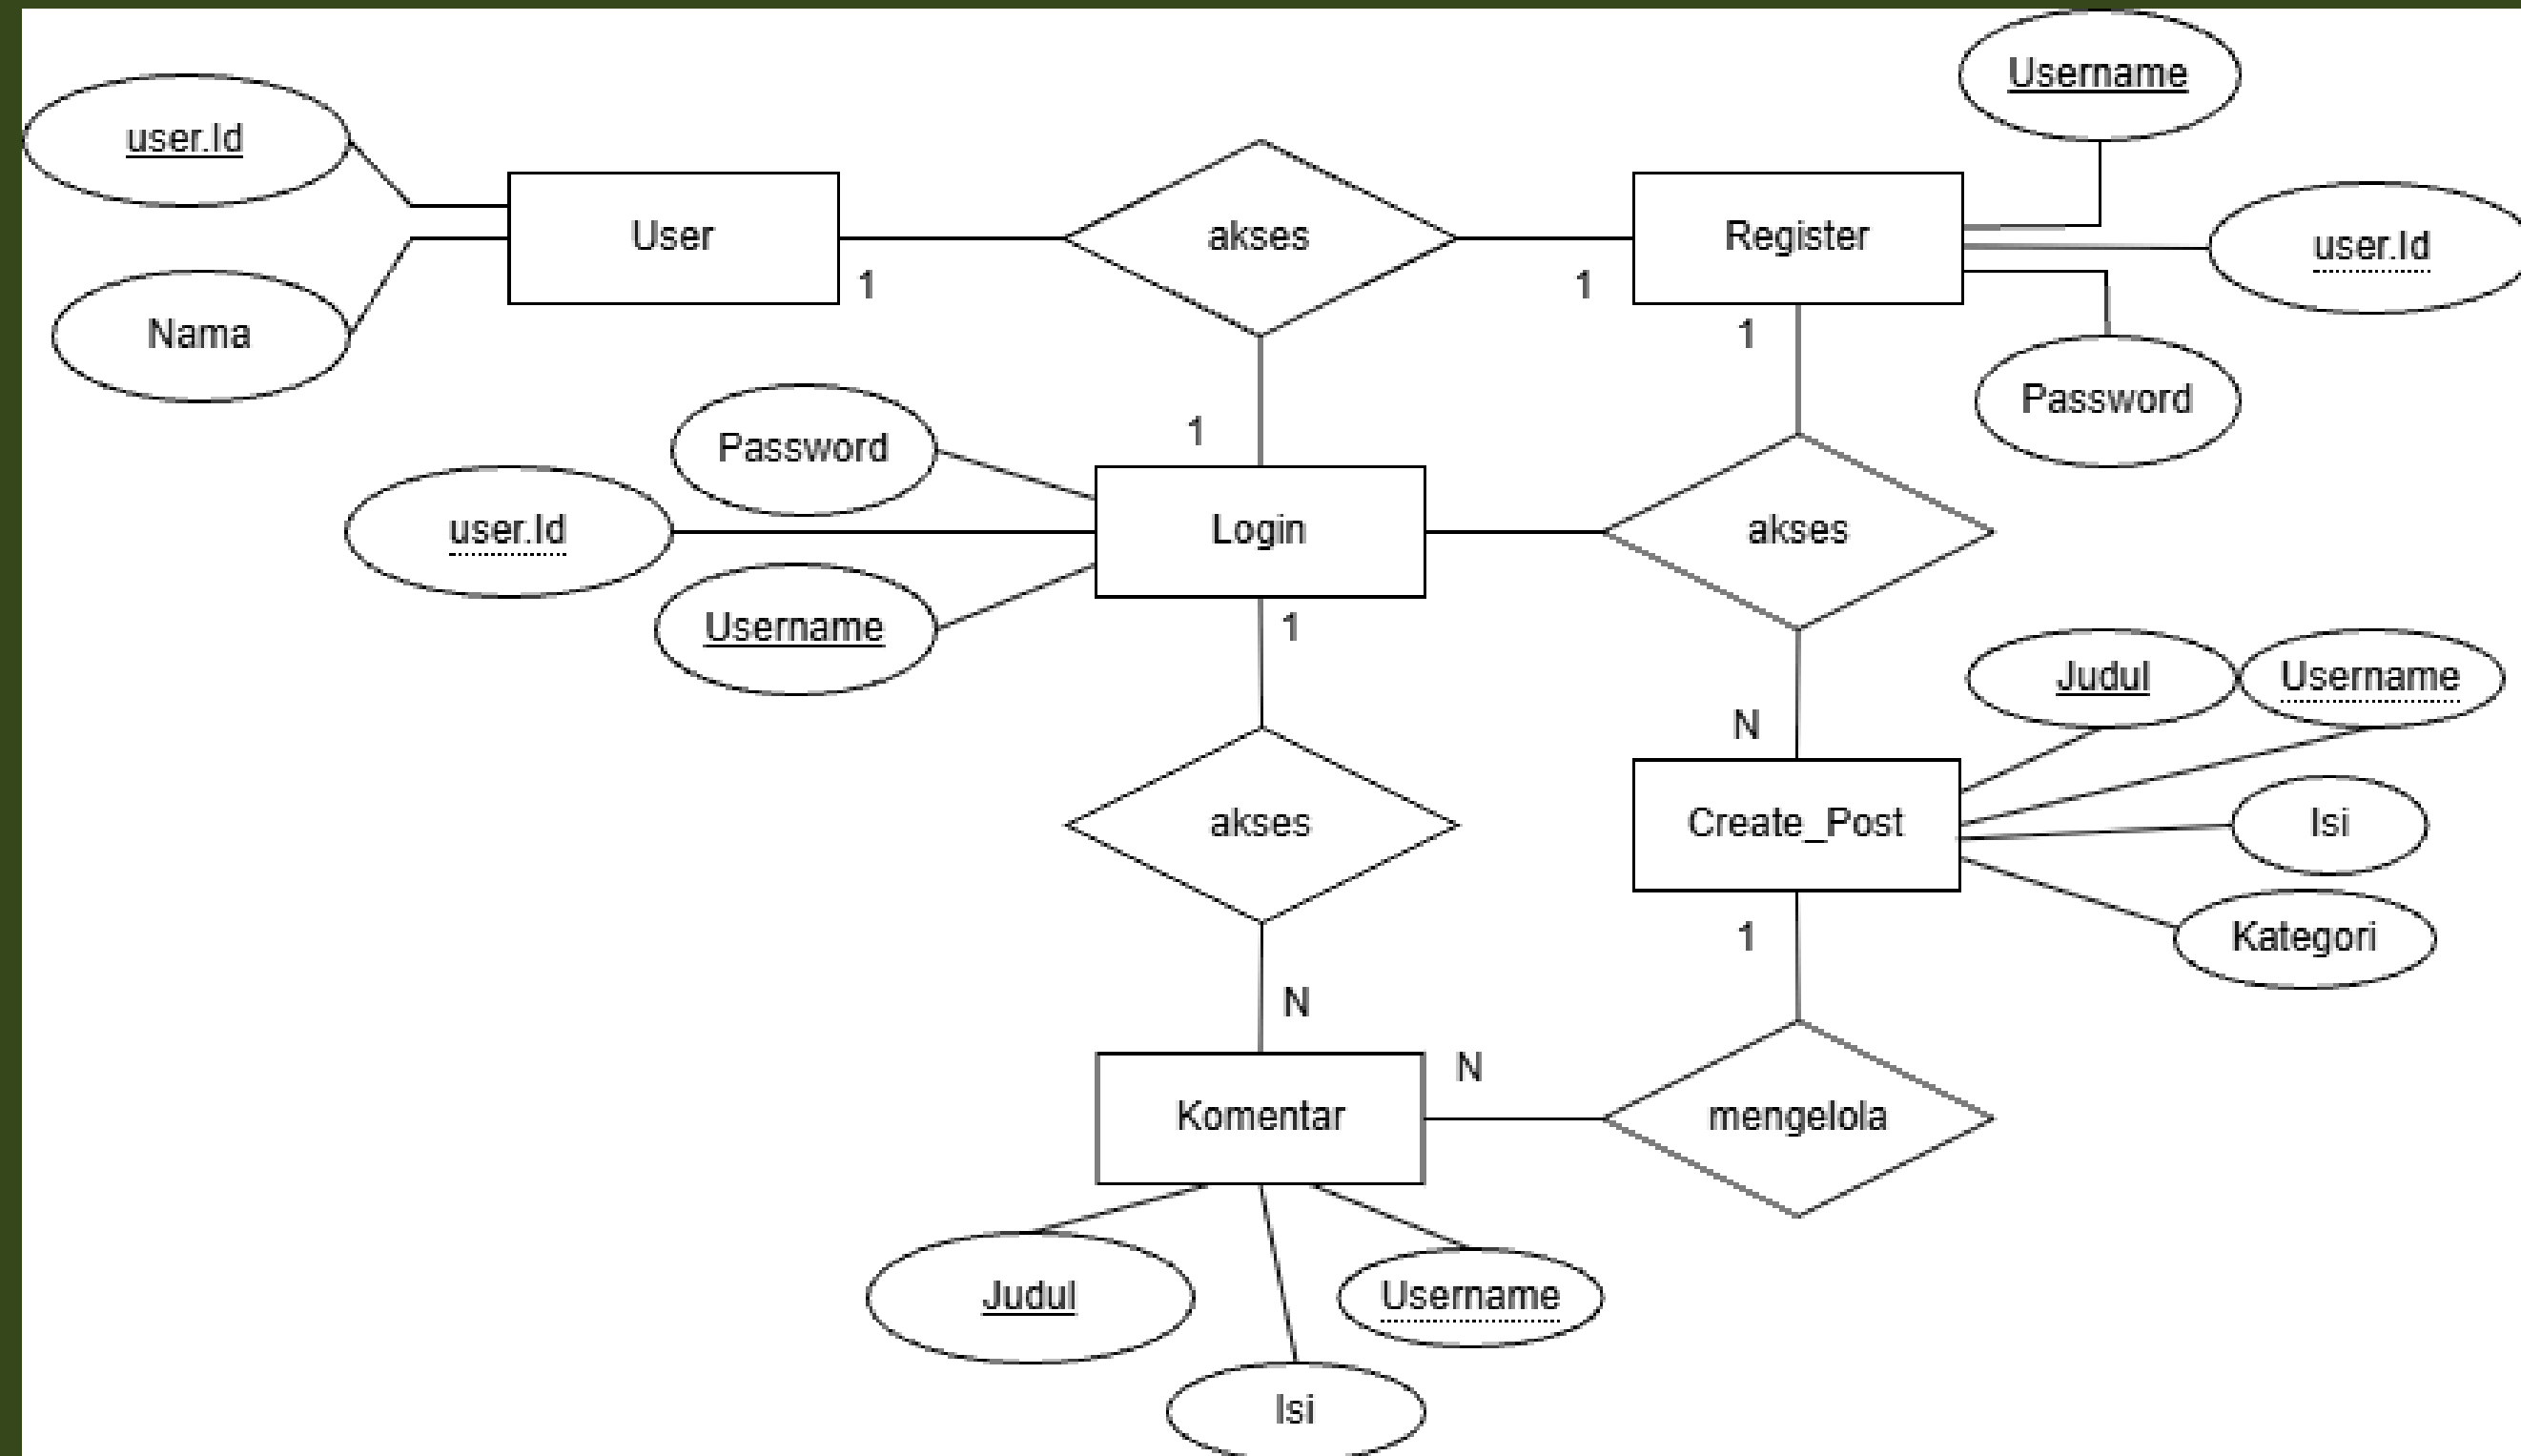 Username
user.Id
User
akses
Register
user.Id
1
1
Nama
1
Password
1
Password
user.Id
Login
akses
Username
1
Judul
Username
N
akses
Create_Post
Isi
1
Kategori
N
N
Komentar
mengelola
Judul
Username
Isi